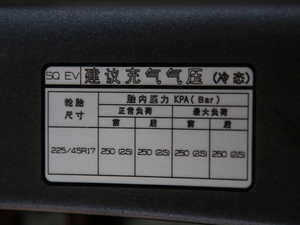 SQ EV 建议充气气压 (冷态)
轮胎尺寸 胎内压力 KPA( Bar)
正常负荷 最大负荷
前 后 前 后
225/45R17 250 (2.5) 250 (2.5) 250 (2.5) 250 (2.5)